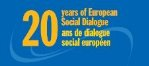 20 years of European
Social Dialogue
ans de dialogue
social européen